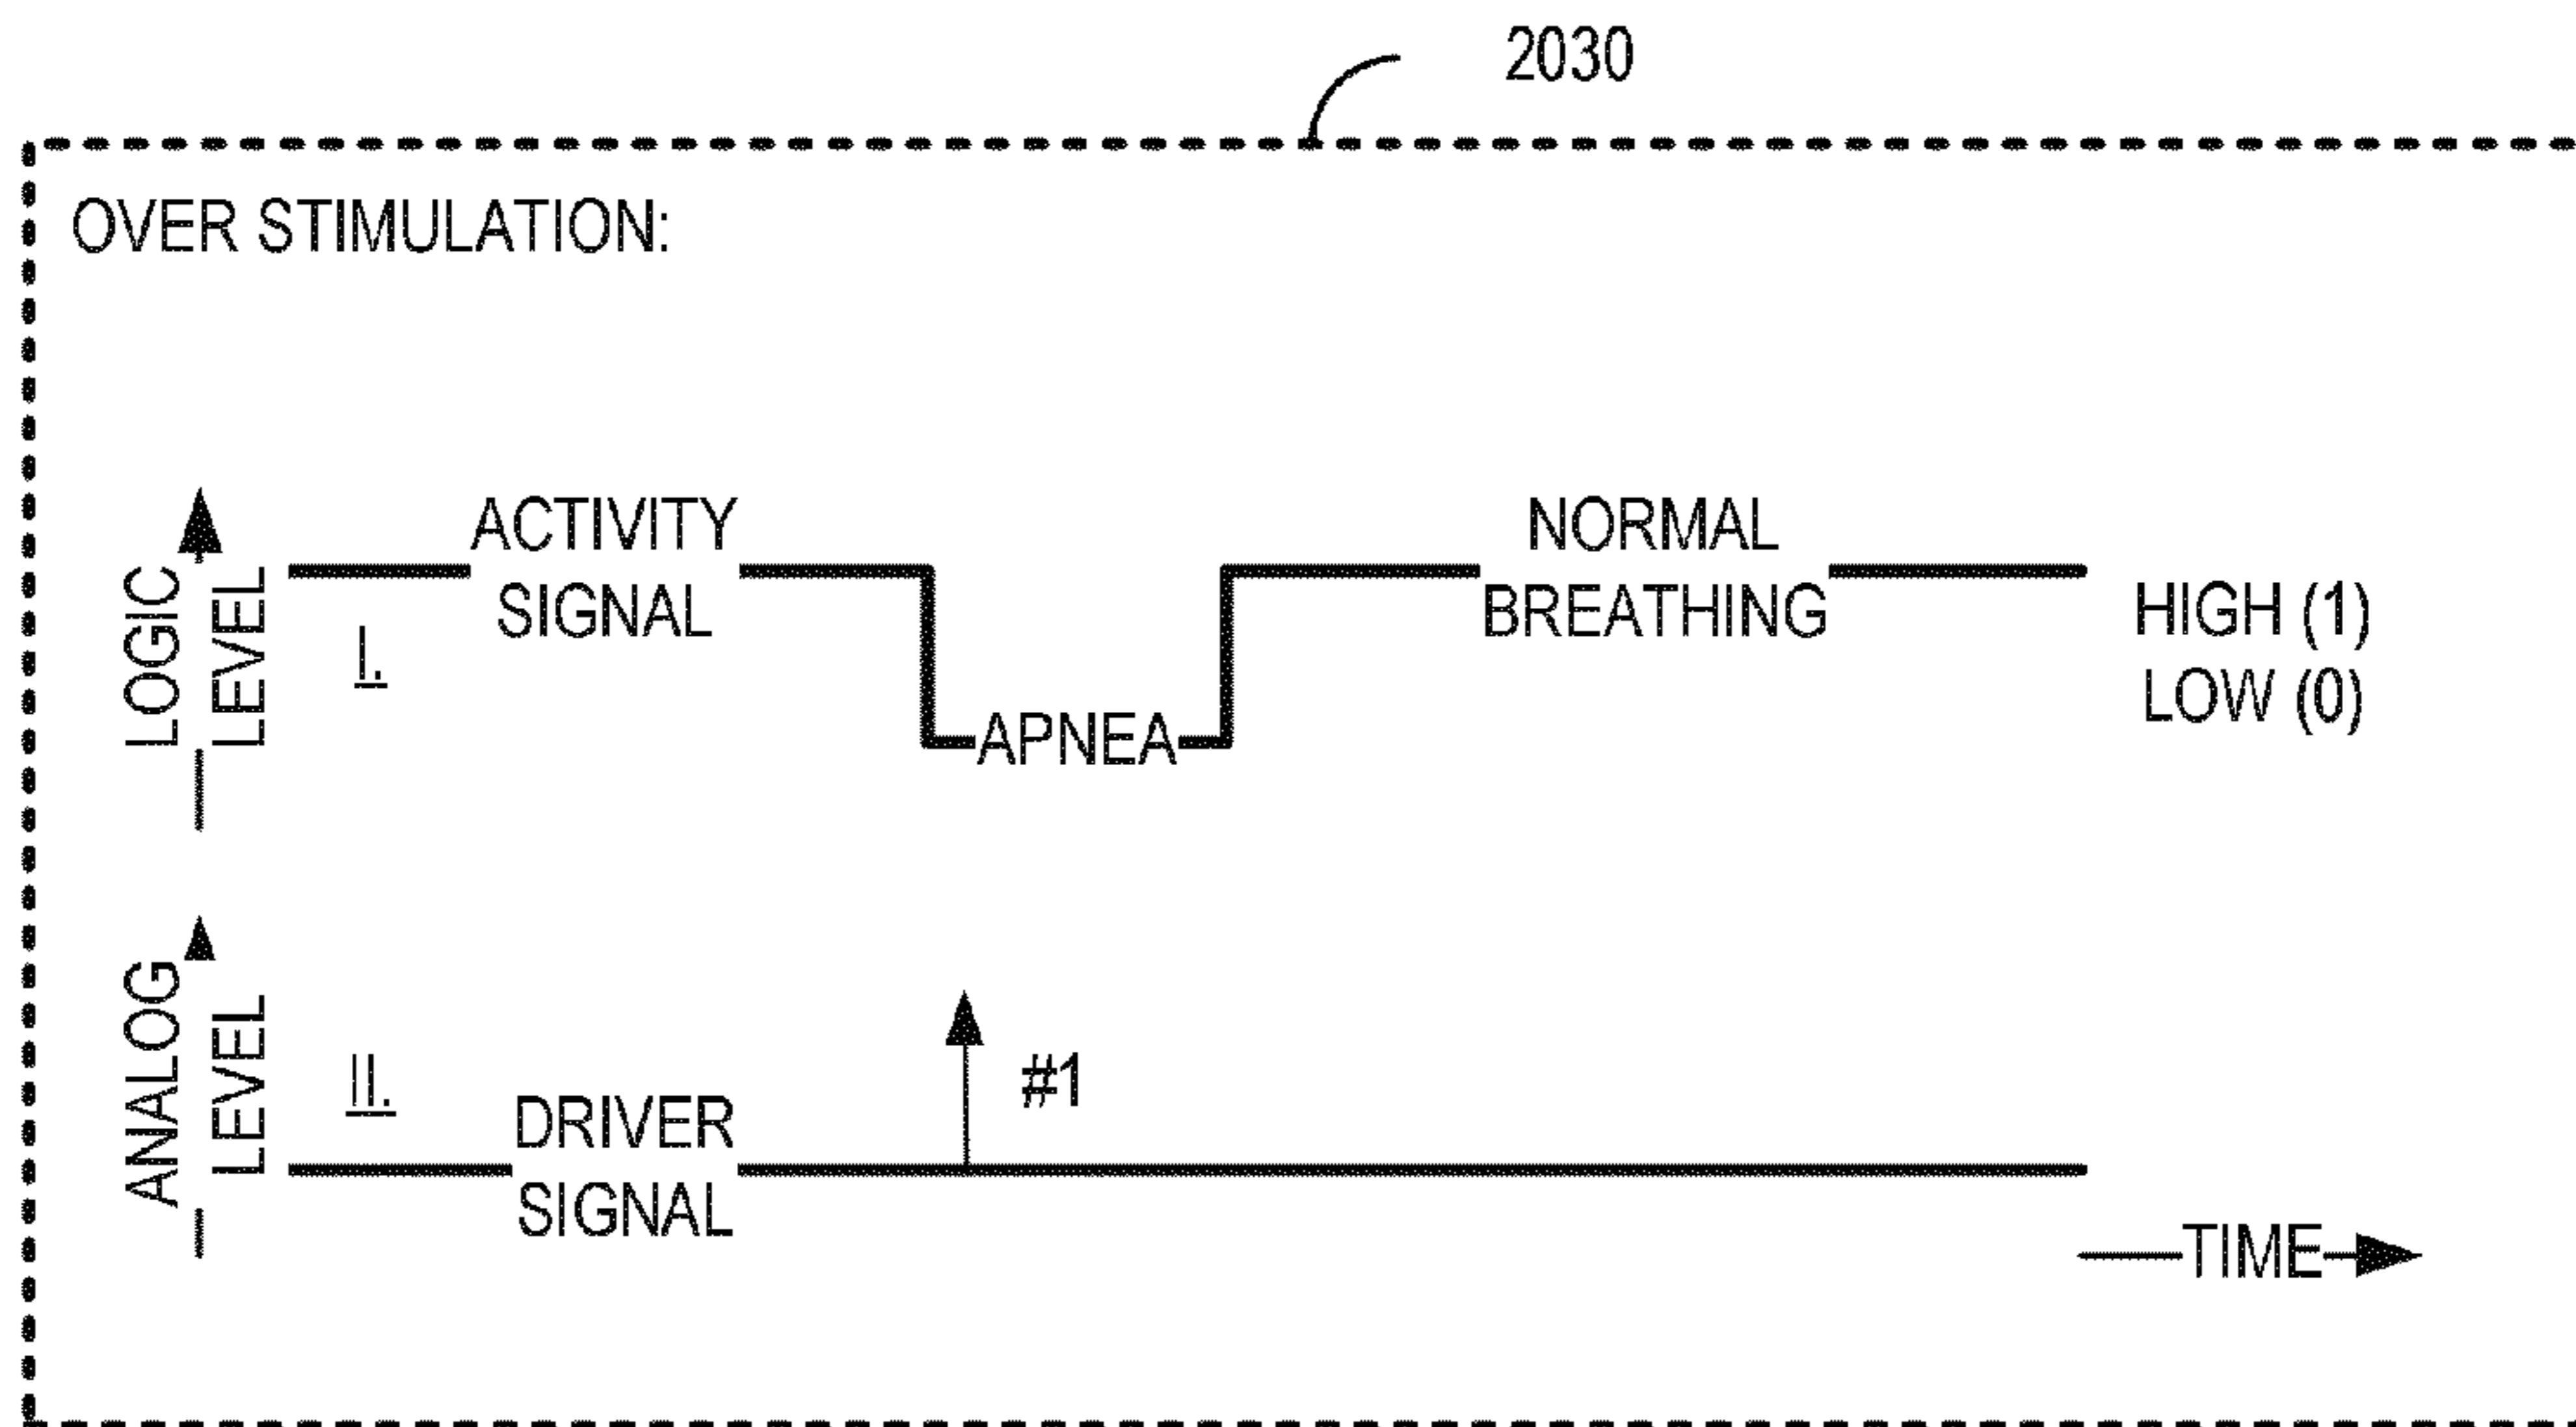 2030
OVER STIMULATION:
LOGIC
LEVEL
ACTIVITY
SIGNAL
I.
APNEA
NORMAL
BREATHING
HIGH (1)
LOW (0)
ANALOG
LEVEL
II.
DRIVER
SIGNAL
#1
TIME